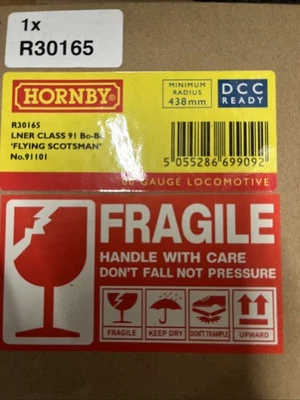 1x
R30165
HORNBY
MINIMUM
RADIUS
438mm
DCC
READY
R30165
LNER CLASS 91 Bo-Bo
'FLYING SCOTSMAN'
No.91101
5 055286 699092
GAUGE LOCOMOTIVE
FRAGILE
HANDLE WITH CARE
DON'T FALL NOT PRESSURE
FRAGILE
KEEP DRY
DON'T TRAMPLE
UPWARD